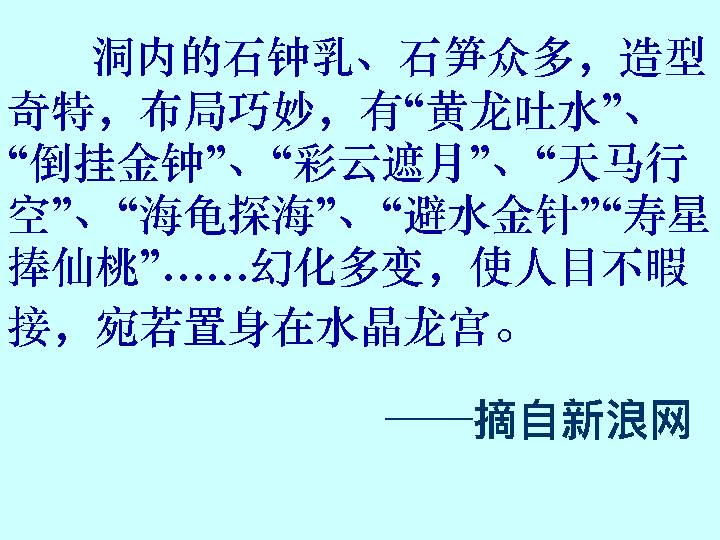 洞内的石钟乳、石笋众多，造型
奇特，布局巧妙，有“黄龙吐水”、
“倒挂金钟”、“彩云遮月”、“天马行
空”、“海龟探海”、“避水金针”“寿星
捧仙桃”……幻化多变，使人目不暇
接，宛若置身在水晶龙宫。
——摘自新浪网